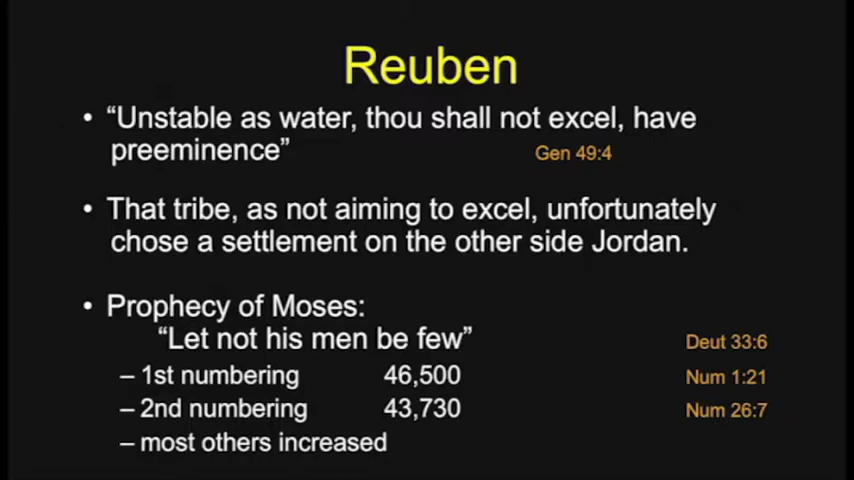 Reuben
• “Unstable as water, thou shall not excel, have
preeminence” Gen 49:4
• That tribe, as not aiming to excel, unfortunately
chose a settlement on the other side Jordan.
• Prophecy of Moses:
“Let not his men be few” Deut 33:6
– 1st numbering 46,500 Num 1:21
– 2nd numbering 43,730 Num 26:7
– most others increased